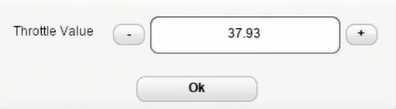 Throttle Value - 37.93 +
Ok